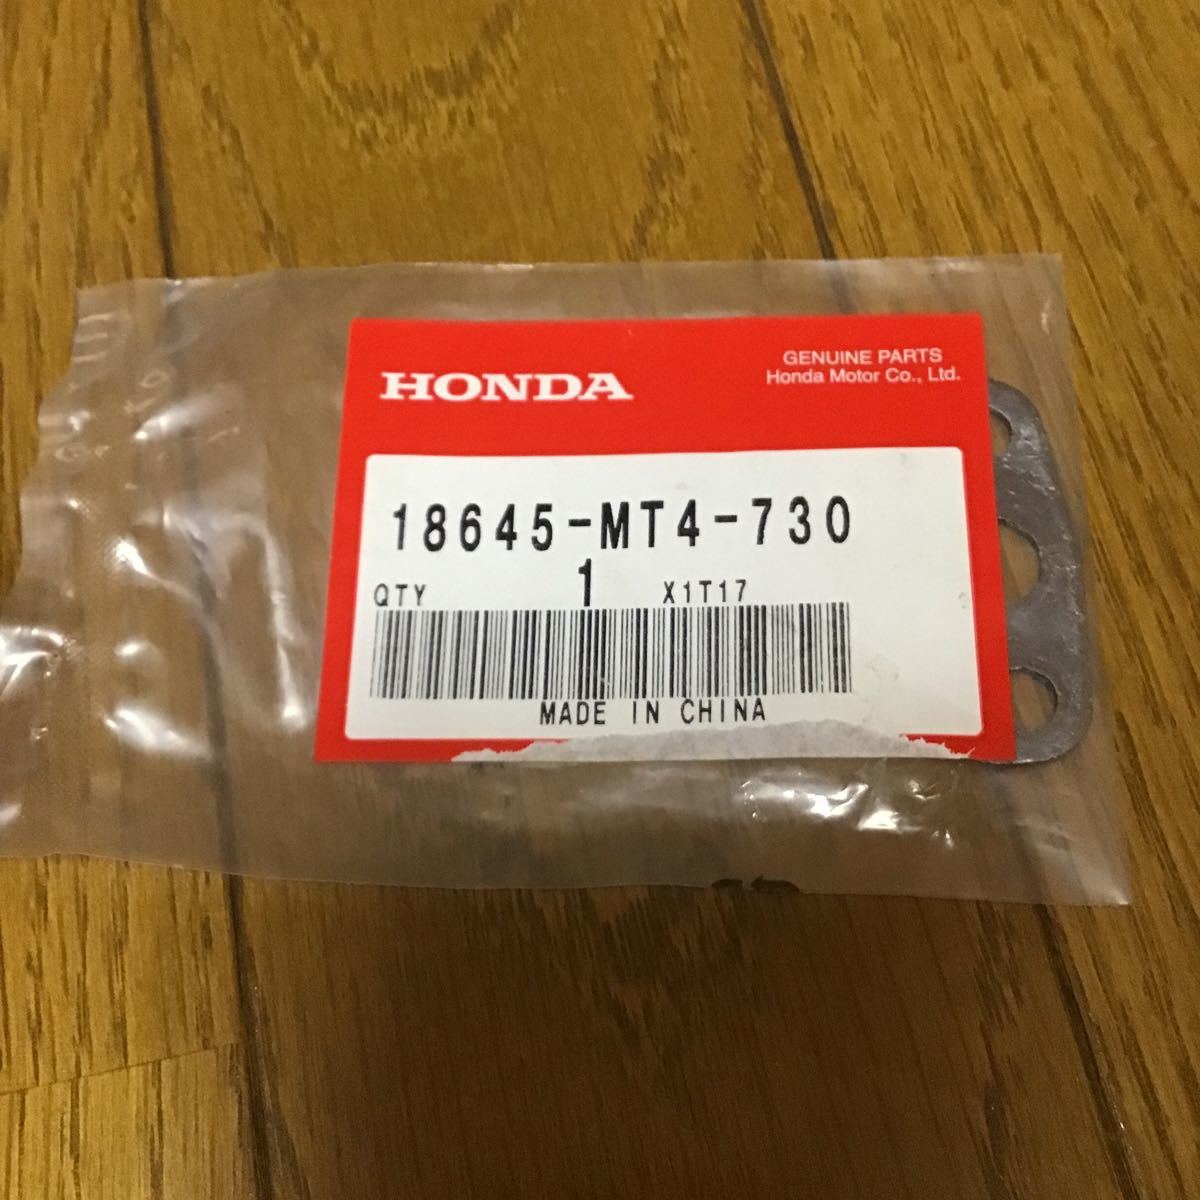 HONDA
GENUINE PARTS
Honda Motor Co., Ltd.
18645-MT4-730
QTY 1 X1T17
MADE IN CHINA